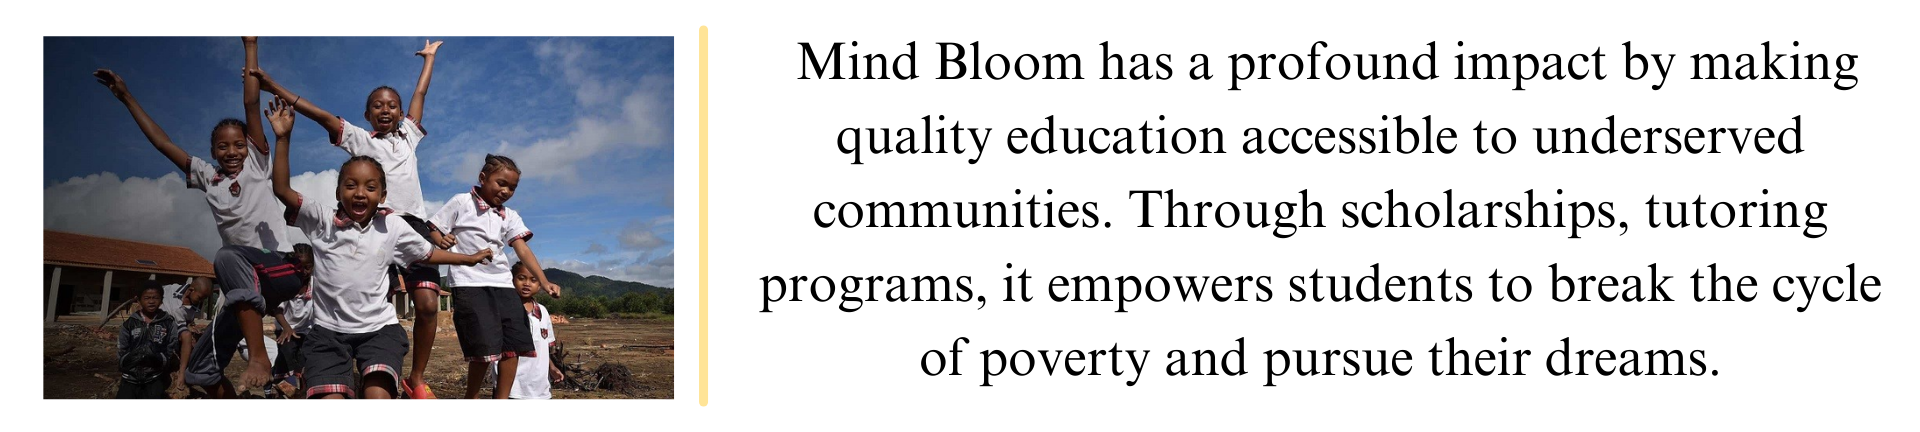 Mind Bloom has a profound impact by making
quality education accessible to underserved
communities. Through scholarships, tutoring
programs, it empowers students to break the cycle
of poverty and pursue their dreams.